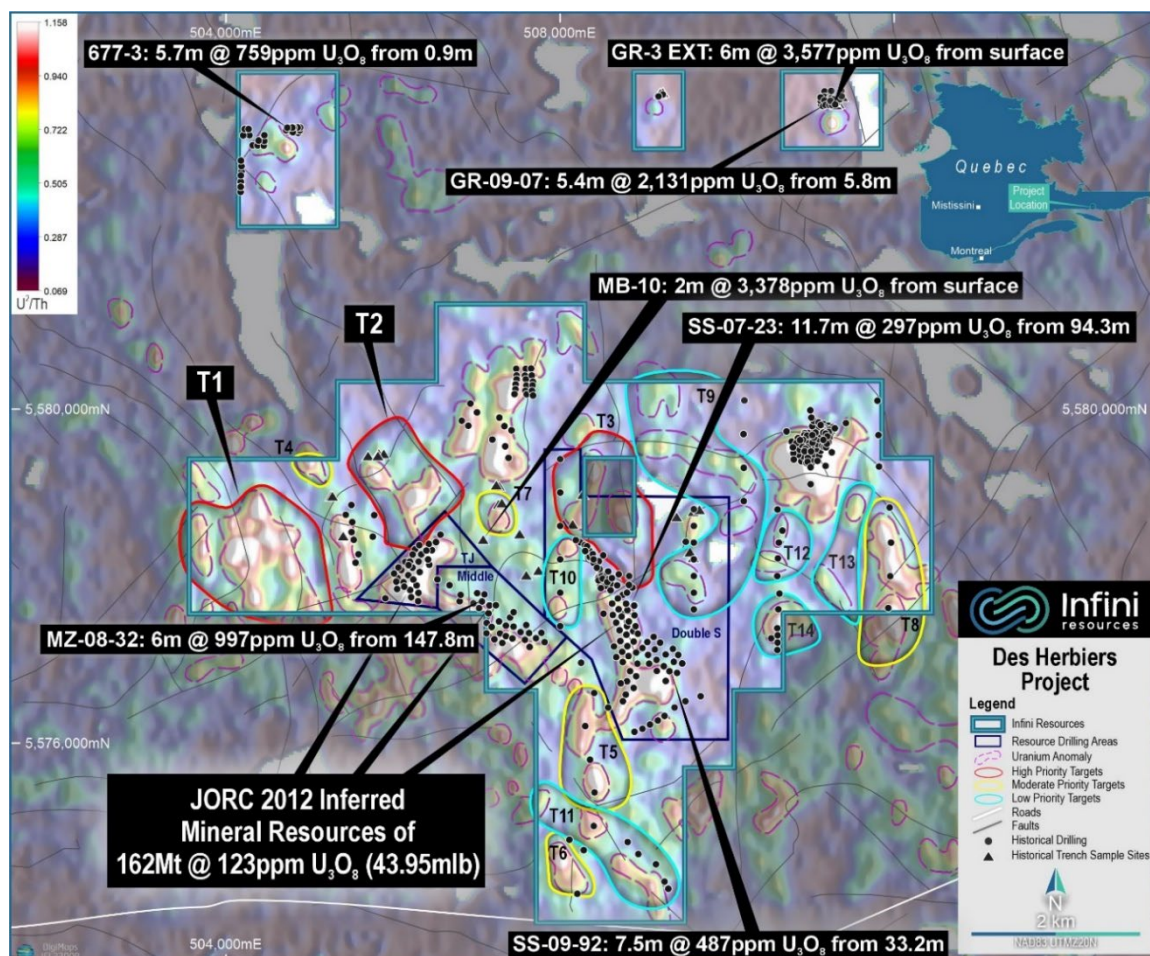 1.158
0.940
0.722
0.505
0.287
0.069
U²/Th
504,000mE
508,000mE
677-3: 5.7m @ 759ppm U₃O₈ from 0.9m
GR-3 EXT: 6m @ 3,577ppm U₃O₈ from surface
GR-09-07: 5.4m @ 2,131ppm U₃O₈ from 5.8m
Quebec
Project
Location
Mistissini
Montreal
MB-10: 2m @ 3,378ppm U₃O₈ from surface
SS-07-23: 11.7m @ 297ppm U₃O₈ from 94.3m
T2
T1
5,580,000mN
5,580,000mN
T9
T3
T4
T7
TJ
Middle
T10
T12
T13
Double S
T14
T8
MZ-08-32: 6m @ 997ppm U₃O₈ from 147.8m
5,576,000mN
T5
T11
T6
JORC 2012 Inferred
Mineral Resources of
162Mt @ 123ppm U₃O₈ (43.95mlb)
SS-09-92: 7.5m @ 487ppm U₃O₈ from 33.2m
504,000mE
DigiMaps
Infini
resources
Des Herbiers
Project
Legend
Infini Resources
Resource Drilling Areas
Uranium Anomaly
High Priority Targets
Moderate Priority Targets
Low Priority Targets
Roads
Faults
Historical Drilling
Historical Trench Sample Sites
N
2 km
NAD83 UTMZ20N